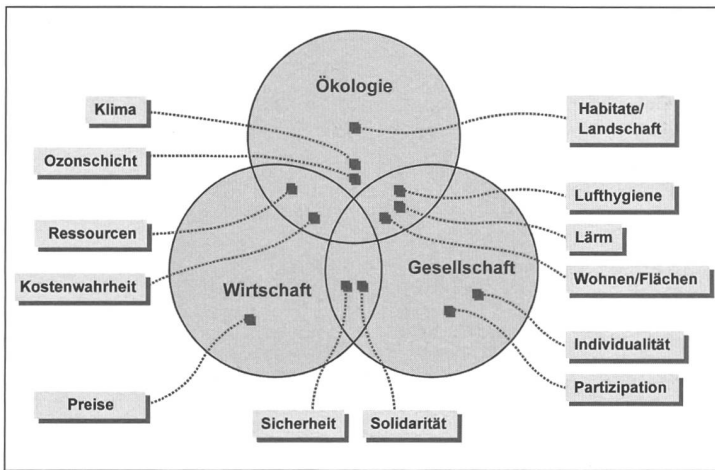 Ökologie
Klima
Habitate/
Landschaft
Ozonschicht
Lufthygiene
Ressourcen
Lärm
Gesellschaft
Wohnen/Flächen
Kostenwahrheit
Wirtschaft
Individualität
Partizipation
Preise
Sicherheit
Solidarität